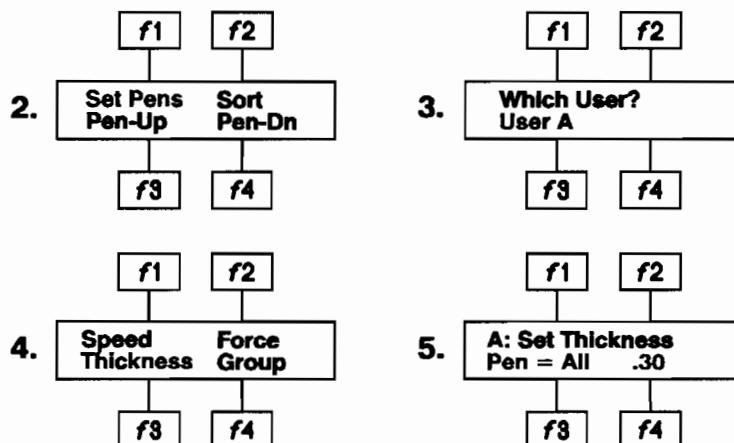 f1 f2
2. Set Pens Sort
Pen-Up Pen-Dn
f3 f4
f1 f2
3. Which User?
User A
f3 f4
f1 f2
4. Speed Force
Thickness Group
f3 f4
f1 f2
5. A: Set Thickness
Pen = All .30
f3 f4